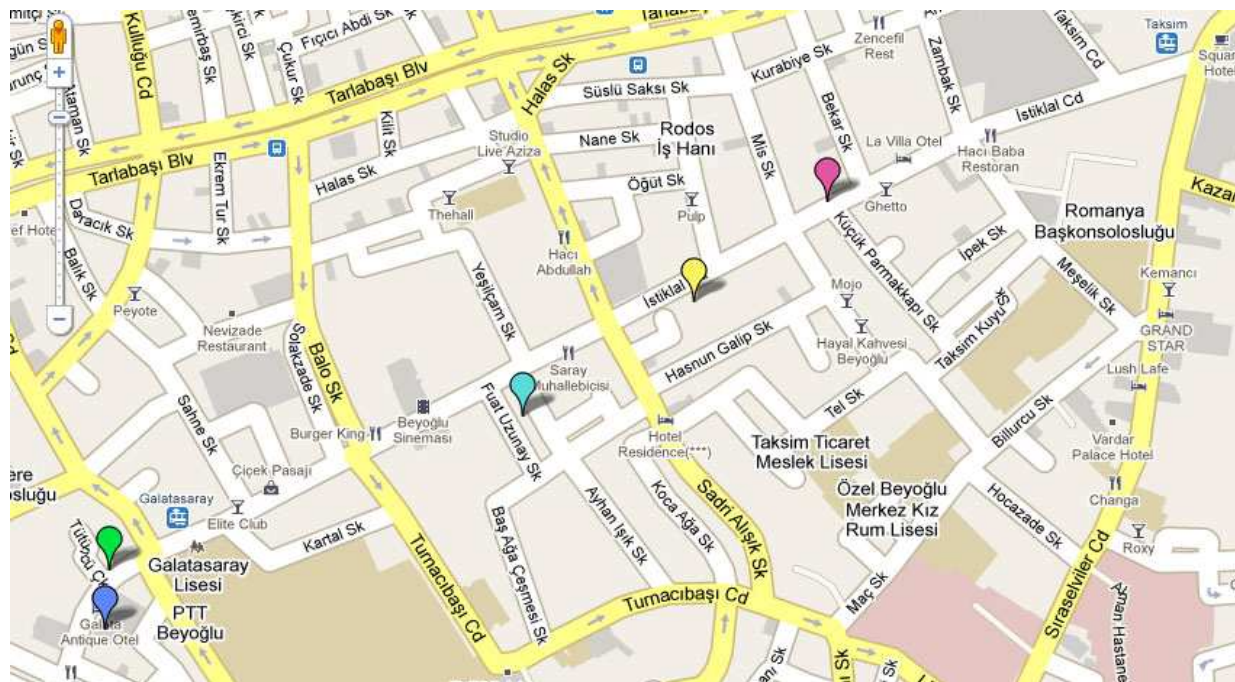 Kulluğu Cd
Fıçıcı Abdi Sk
Çukur Sk
Tarlabaşı Blv
Zencefil
Rest
Taksim Cd
Taksim
Halas Sk
Kurabiye Sk
Zambak Sk
Süslü Saksı Sk
İstiklal Cd
Kilit Sk
Studio
Live Aziza
Nane Sk
Rodos
İş Hanı
Bekar Sk
La Villa Otel
Hacı Baba
Restoran
Tarlabaşı Blv
Ekrem Tur Sk
Halas Sk
Mis Sk
Öğüt Sk
Thehall
Pulp
Ghetto
Romanya
Başkonsolosluğu
Daracık Sk
Balık Sk
Hacı
Abdullah
Küçük Parmakkapı Sk
İpek Sk
Meşelik Sk
Kemancı
Yeşilçam Sk
İstiklal
Mojo
Peyote
Nevizade
Restaurant
Taksim Kuyu Sk
GRAND
STAR
Solakzade Sk
Balo Sk
Hasnun Galip Sk
Hayal Kahvesi
Beyoğlu
Saray
Muhallebicisi
Lush Lafe
Sahne Sk
Beyoğlu
Sineması
Fuat Uzunay Sk
Tel Sk
Billurcu Sk
Burger King
Hotel
Residence(***)
Taksim Ticaret
Meslek Lisesi
Vardar
Palace Hotel
Çiçek Pasajı
Galatasaray
Elite Club
Özel Beyoğlu
Merkez Kız
Rum Lisesi
Changa
Hocazade Sk
Kartal Sk
Baş Ağa Çeşmesi Sk
Ayhan Işık Sk
Koca Ağa Sk
Sadri Alışık Sk
Roxy
Galatasaray
Lisesi
PTT
Beyoğlu
Turnacıbaşı Cd
Turnacıbaşı Cd
Maç Sk
Sıraselviler Cd
Galata
Antique Otel